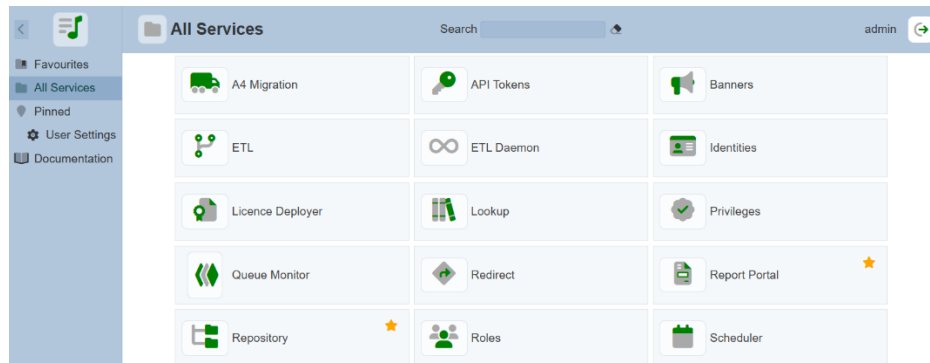 All Services
Search
admin
Favourites
All Services
Pinned
User Settings
Documentation
A4 Migration
API Tokens
Banners
ETL
ETL Daemon
Identities
Licence Deployer
Lookup
Privileges
Queue Monitor
Redirect
Report Portal
Repository
Roles
Scheduler